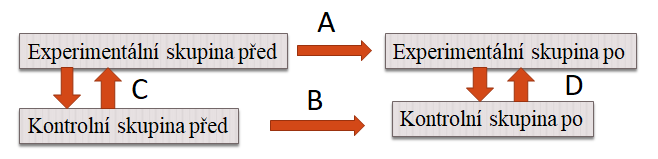 A
Experimentální skupina před
Experimentální skupina po
C
D
B
Kontrolní skupina před
Kontrolní skupina po